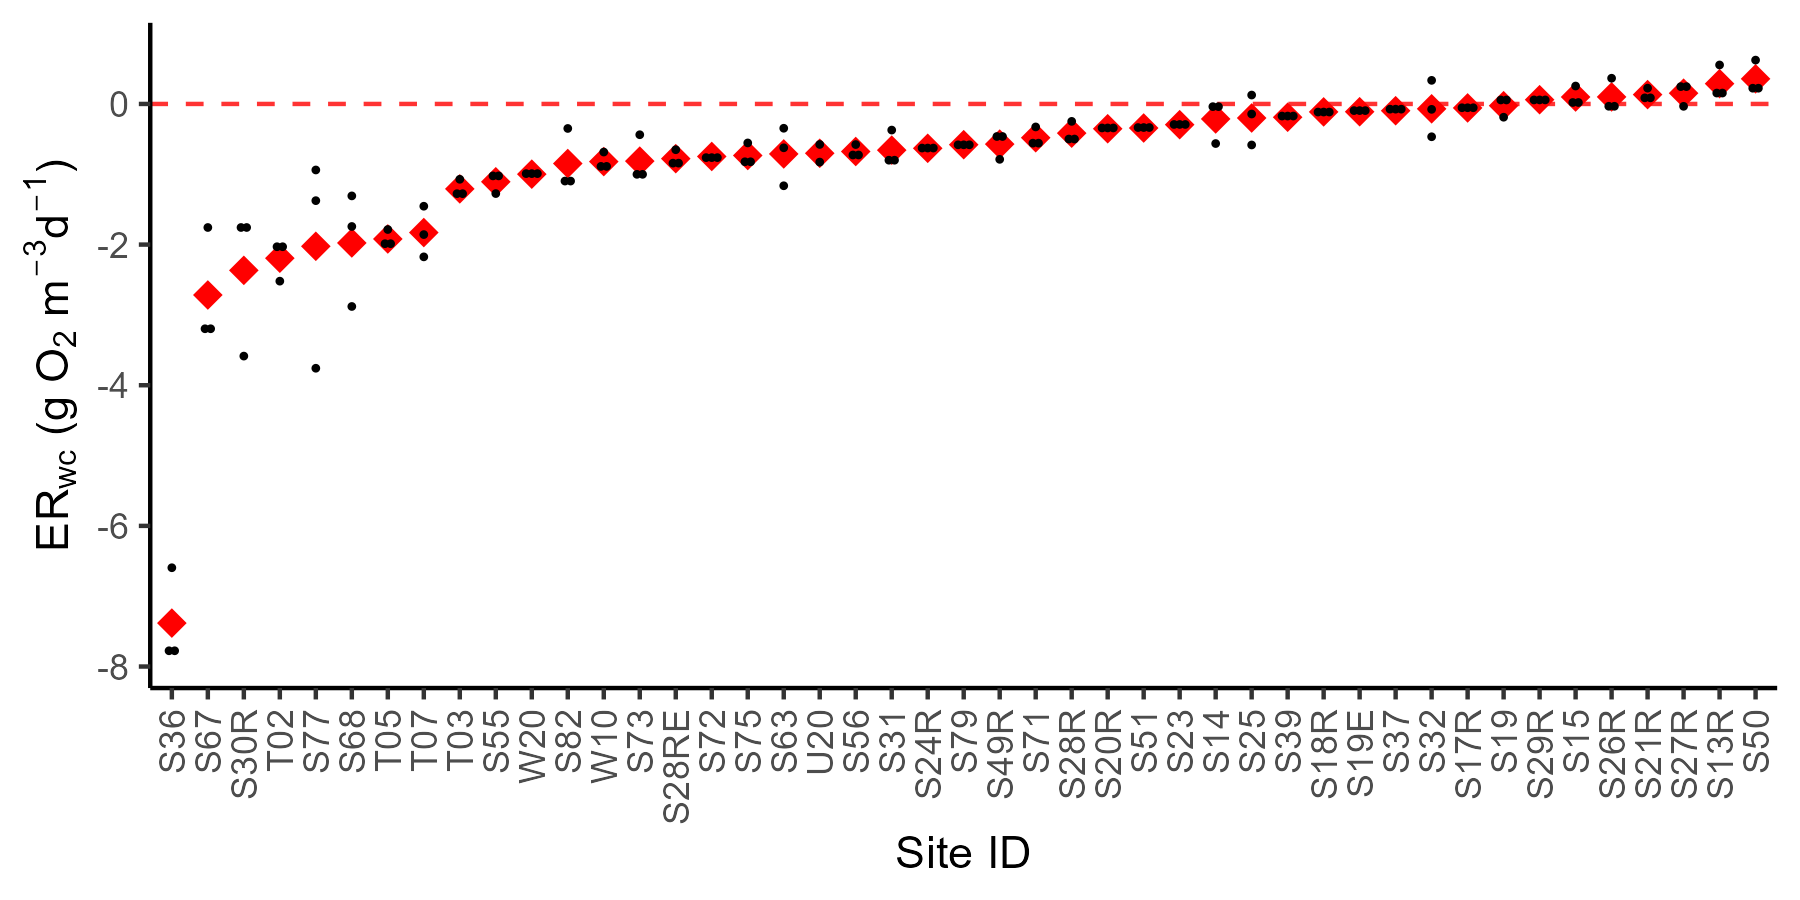 ERwc (g O2 m−3d−1)
0
-2
-4
-6
-8
S36 S67 S30R T02 S77 S68 T05 T07 T03 S55 W20 S82 W10 S73 S28RE S72 S75 S63 U20 S56 S31 S24R S79 S49R S71 S28R S20R S51 S23 S14 S25 S39 S18R S19E S37 S32 S17R S19 S29R S15 S26R S21R S27R S13R S50
Site ID